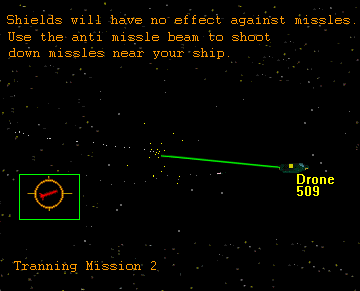 Shields will have no effect against missles.
Use the anti missle beam to shoot
down missles near your ship.
Drone
509
Tranning Mission 2